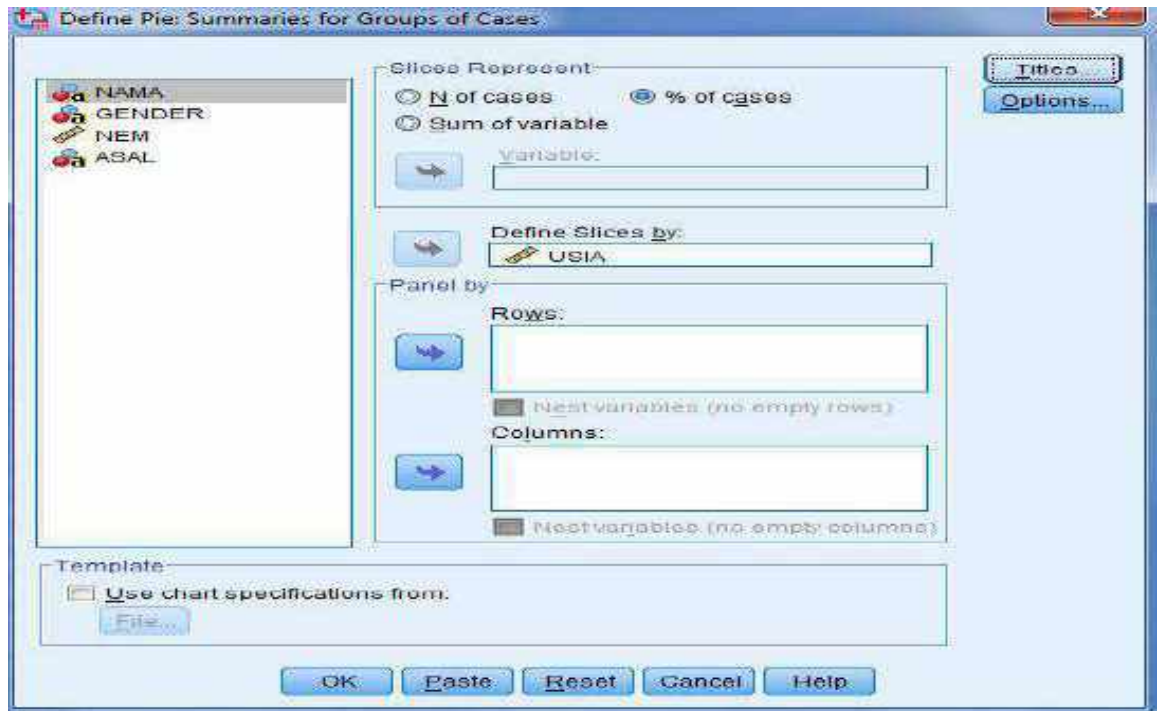 Define Pie: Summaries for Groups of Cases
NAMA
GENDER
NEM
ASAL
Slices Represent
N of cases
% of cases
Sum of variable
Variable:
Define Slices by:
USIA
Panel by
Rows:
Nest variables (no empty rows)
Columns:
Nest variables (no empty columns)
Titles...
Options...
Template
Use chart specifications from:
File...
OK
Paste
Reset
Cancel
Help